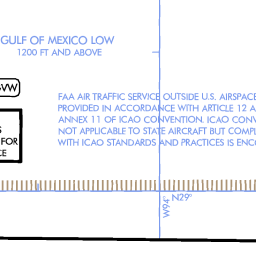 GULF OF MEXICO LOW
1200 FT AND ABOVE
VW
FAA AIR TRAFFIC SERVICE OUTSIDE U.S. AIRSPACE
PROVIDED IN ACCORDANCE WITH ARTICLE 12 A
ANNEX 11 OF ICAO CONVENTION. ICAO CONV
FOR
NOT APPLICABLE TO STATE AIRCRAFT BUT COMPL
WITH ICAO STANDARDS AND PRACTICES IS ENC
CE
N29°
W94°